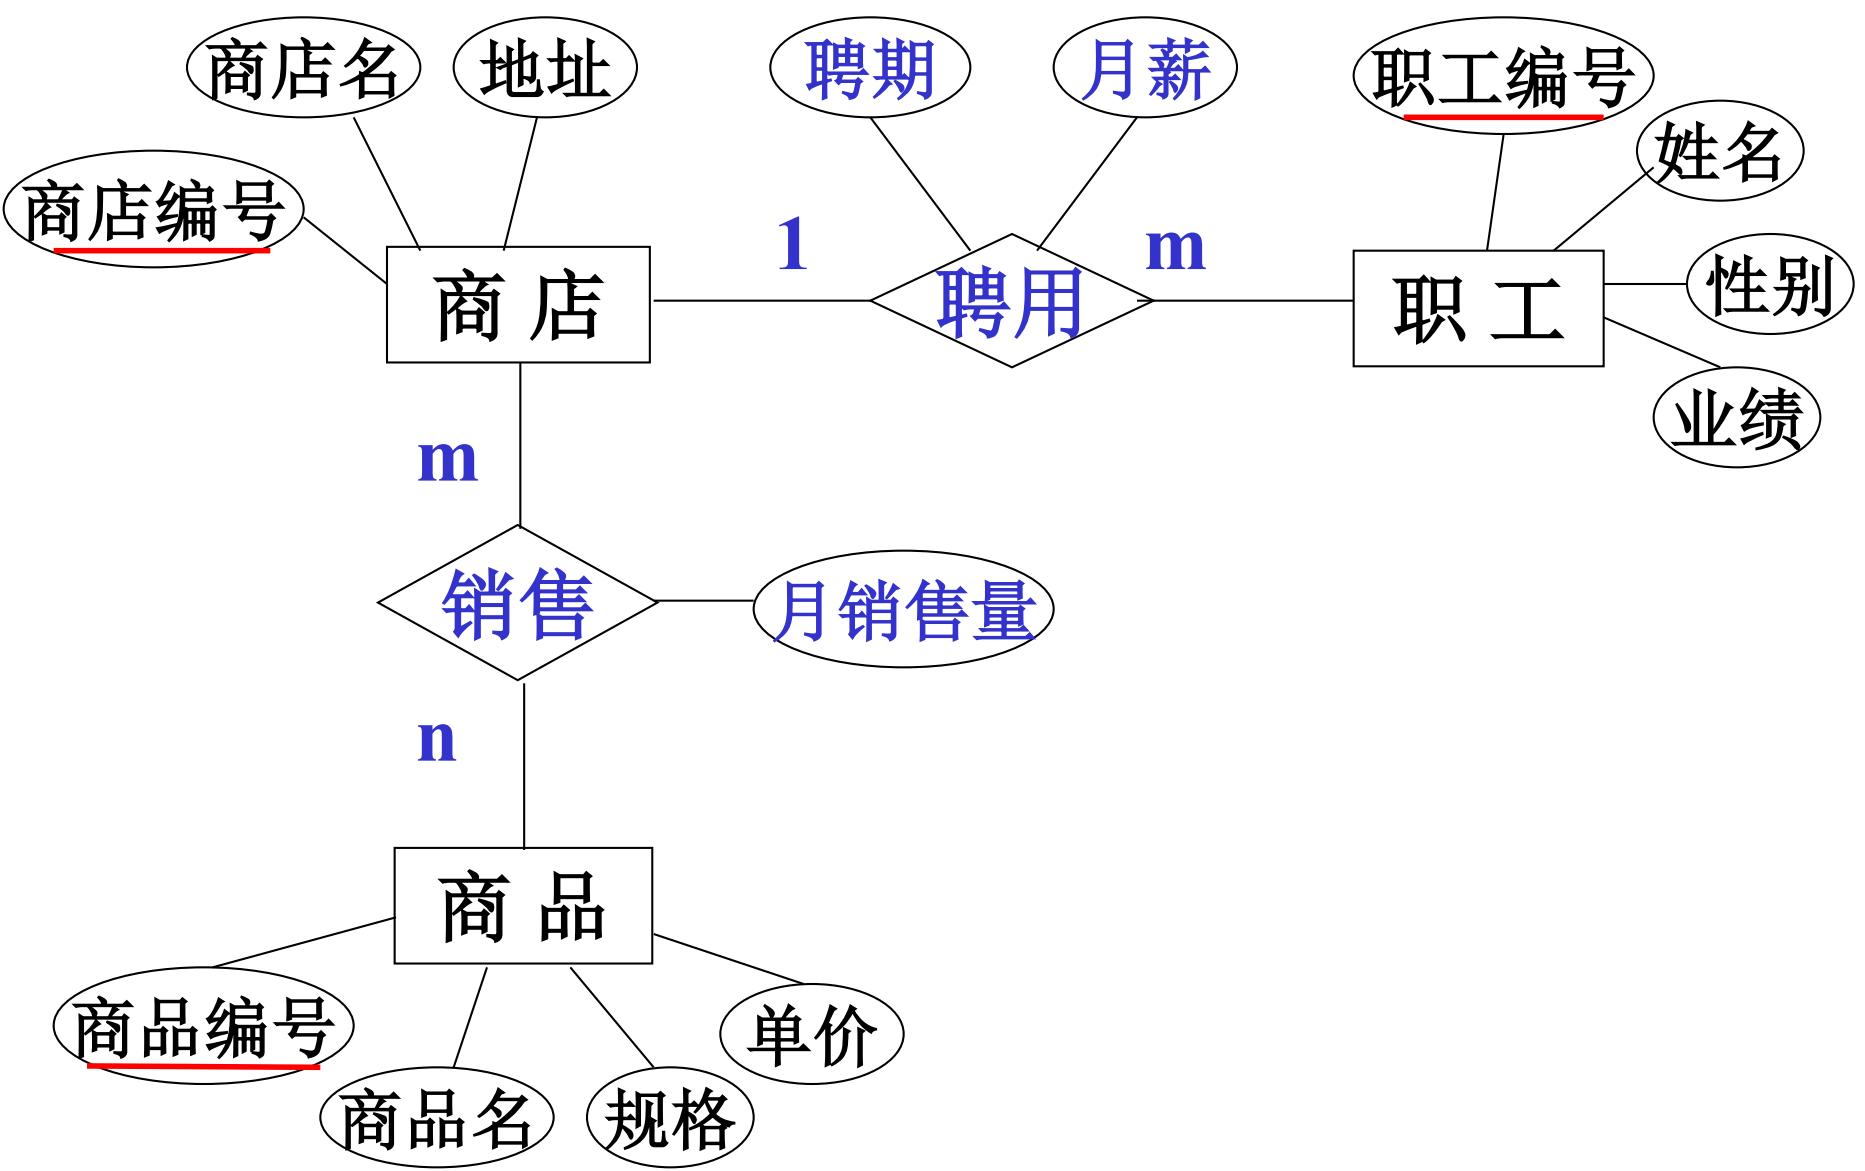 商店名
地址
聘期
月薪
职工编号
姓名
商店编号
1
m
商 店
聘用
职 工
性别
业绩
m
销售
月销售量
n
商 品
商品编号
单价
商品名
规格